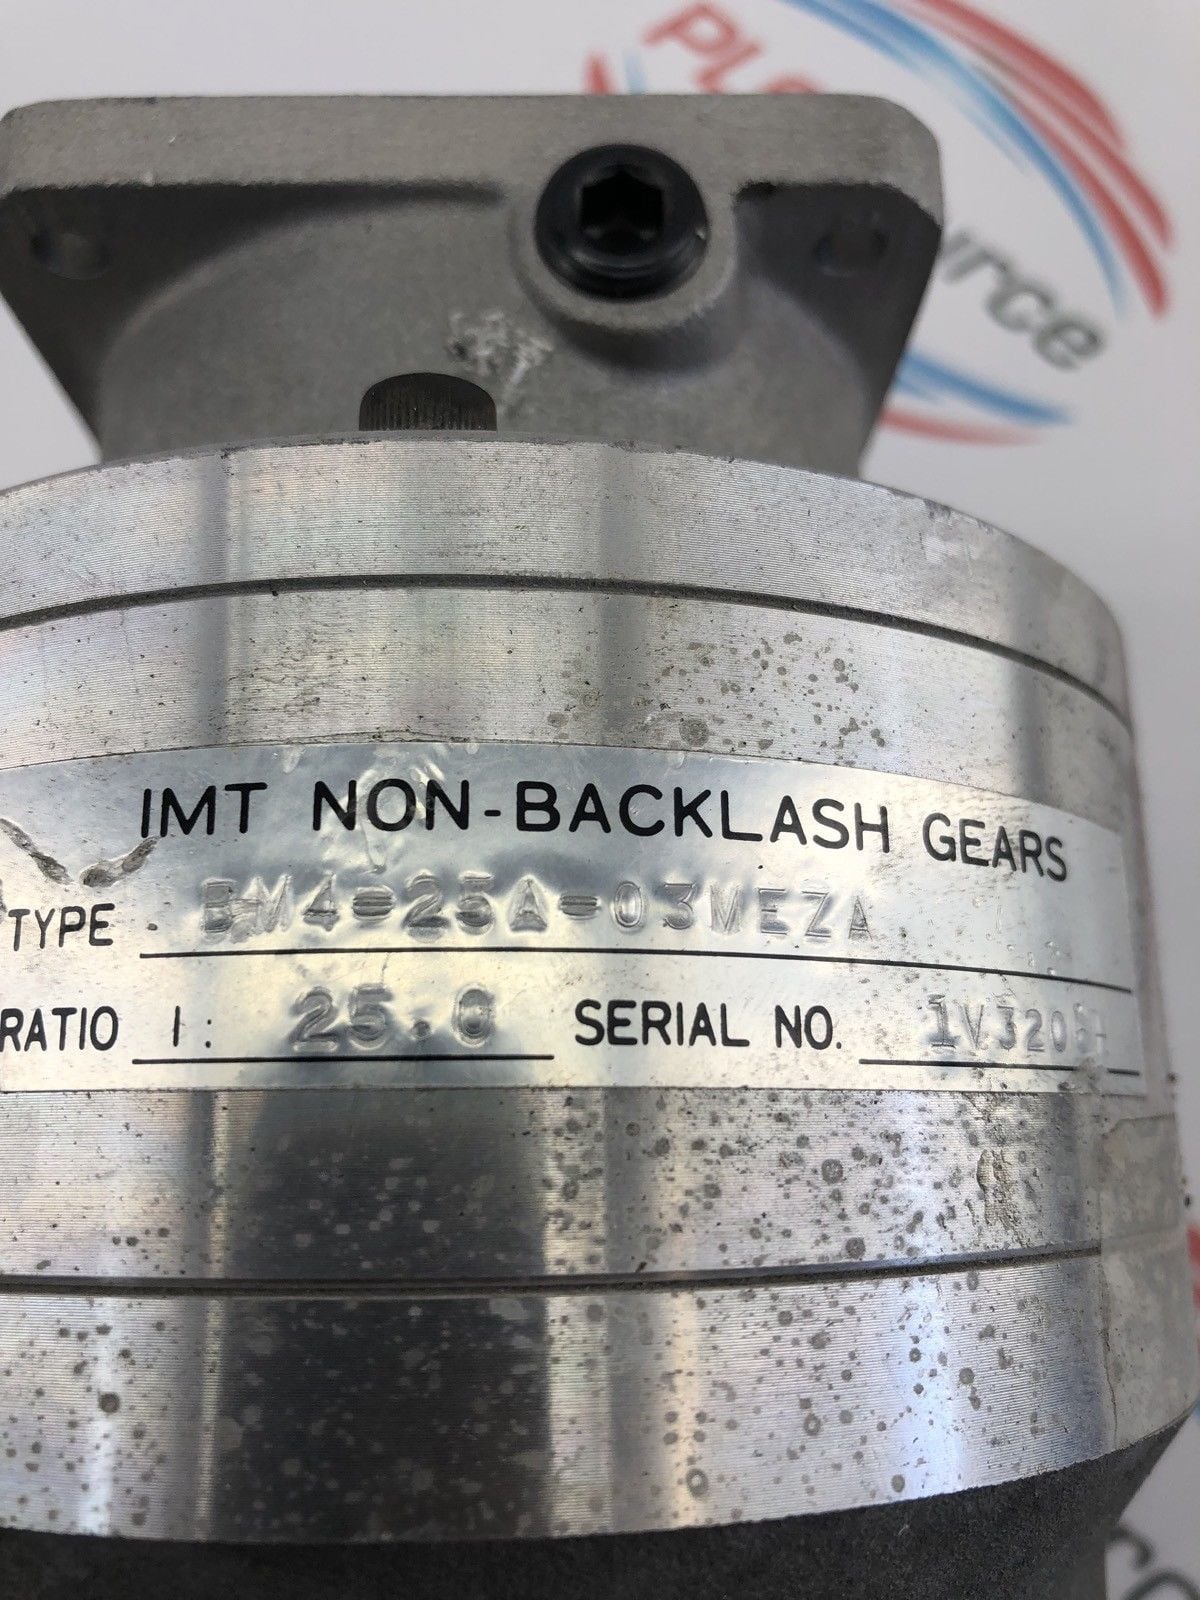 IMT NON-BACKLASH GEARS
TYPE BM4-25A-03MEZA
RATIO 1: 25.0 SERIAL NO.